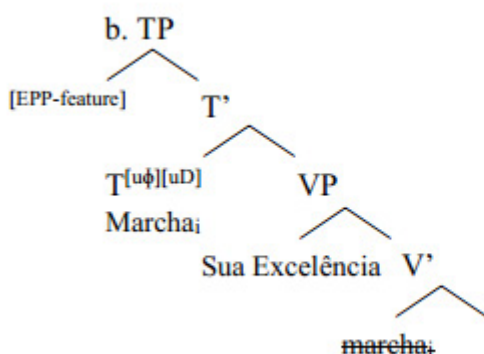 b. TP
[EPP-feature]
T’
T[uϕ][uD]
VP
Marchaᵢ
Sua Excelência
V’
marchaᵢ